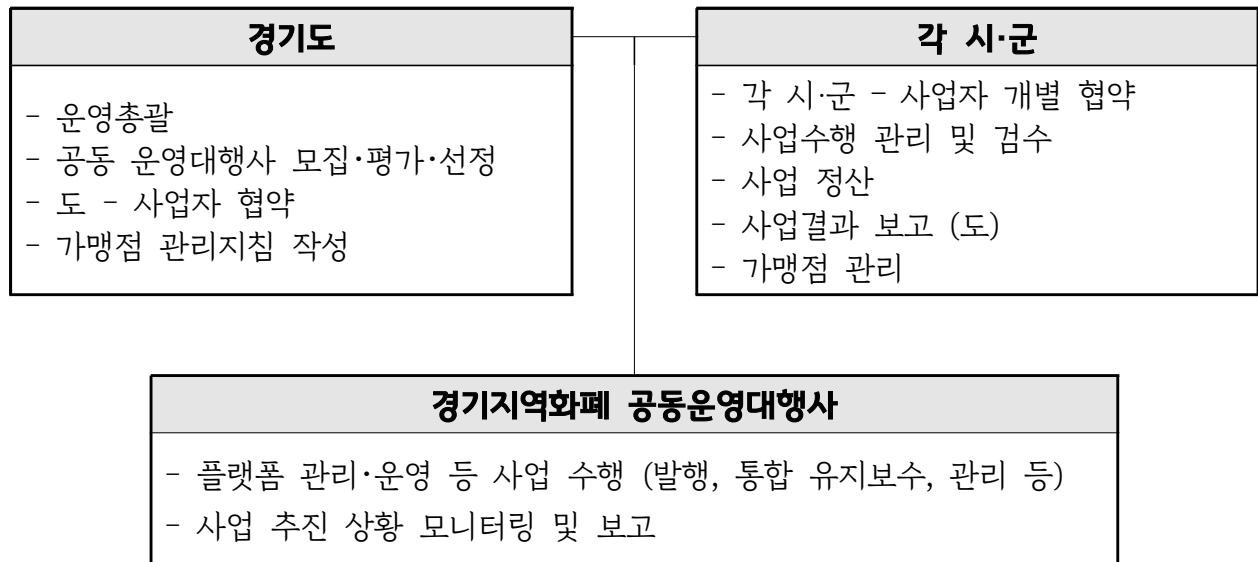 경기도
- 운영총괄
- 공동 운영대행사 모집·평가·선정
- 도 - 사업자 협약
- 가맹점 관리지침 작성
각 시·군
- 각 시·군 - 사업자 개별 협약
- 사업수행 관리 및 검수
- 사업 정산
- 사업결과 보고 (도)
- 가맹점 관리
경기지역화폐 공동운영대행사
- 플랫폼 관리·운영 등 사업 수행 (발행, 통합 유지보수, 관리 등)
- 사업 추진 상황 모니터링 및 보고